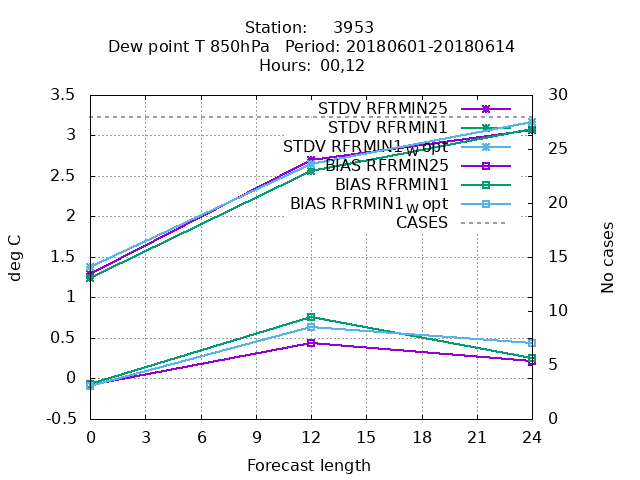 Station: 3953
Dew point T 850hPa Period: 20180601-20180614
Hours: 00,12
3.5
3
2.5
2
1.5
1
0.5
0
-0.5
deg C
30
25
20
15
10
5
0
No cases
STDV RFRMIN25
STDV RFRMIN1
STDV RFRMIN1_W opt
BIAS RFRMIN25
BIAS RFRMIN1
BIAS RFRMIN1_W opt
CASES
0 3 6 9 12 15 18 21 24
Forecast length